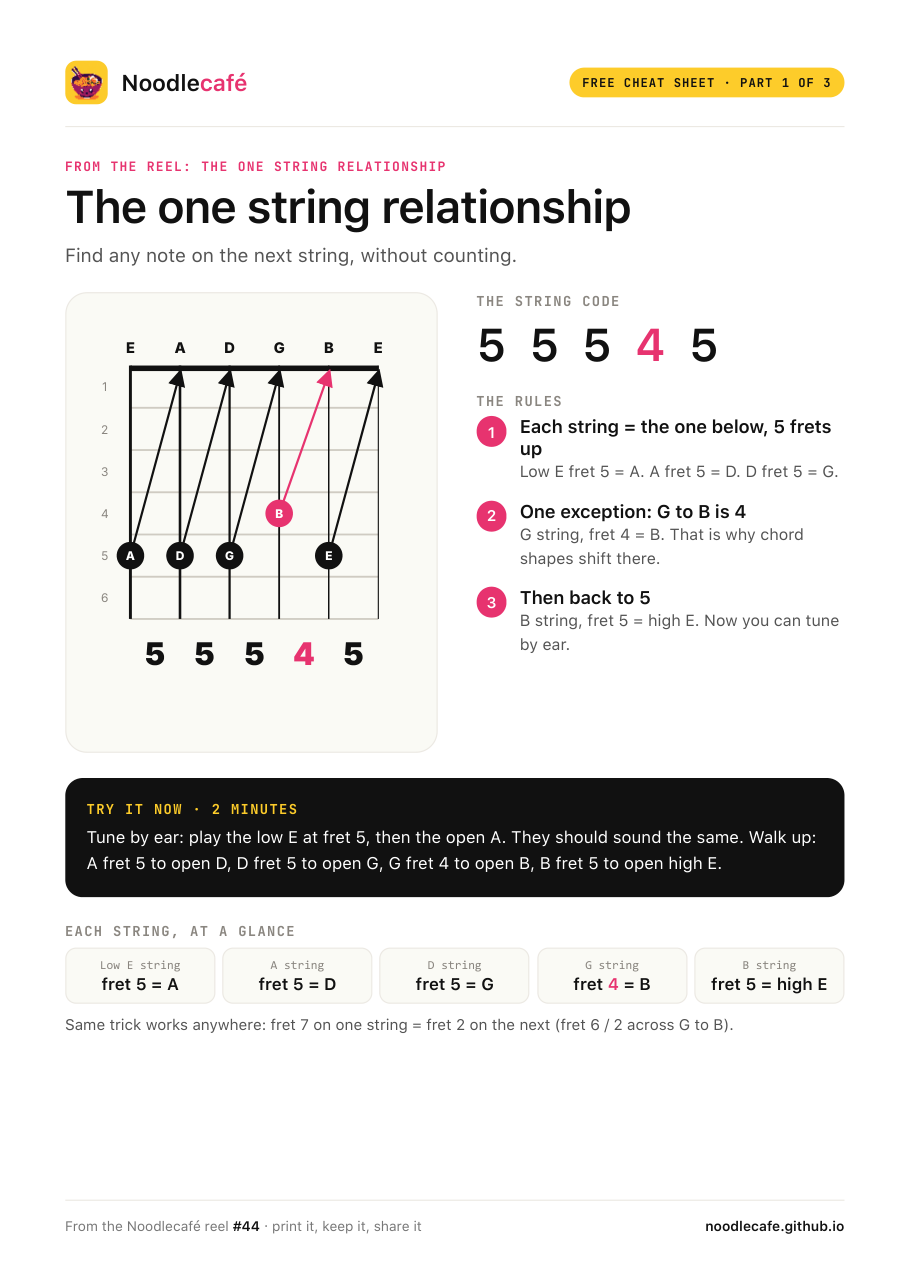 Noodlecafé
FREE CHEAT SHEET · PART 1 OF 3
FROM THE REEL: THE ONE STRING RELATIONSHIP
The one string relationship
Find any note on the next string, without counting.
E A D G B E
1
2
3
4 B
5 A D G E
6
5 5 5 4 5
THE STRING CODE
5 5 5 4 5
THE RULES
1 Each string = the one below, 5 frets
up
Low E fret 5 = A. A fret 5 = D. D fret 5 = G.
2 One exception: G to B is 4
G string, fret 4 = B. That is why chord
shapes shift there.
3 Then back to 5
B string, fret 5 = high E. Now you can tune
by ear.
TRY IT NOW · 2 MINUTES
Tune by ear: play the low E at fret 5, then the open A. They should sound the same. Walk up:
A fret 5 to open D, D fret 5 to open G, G fret 4 to open B, B fret 5 to open high E.
EACH STRING, AT A GLANCE
Low E string
fret 5 = A
A string
fret 5 = D
D string
fret 5 = G
G string
fret 4 = B
B string
fret 5 = high E
Same trick works anywhere: fret 7 on one string = fret 2 on the next (fret 6 / 2 across G to B).
From the Noodlecafé reel #44 · print it, keep it, share it
noodlecafe.github.io